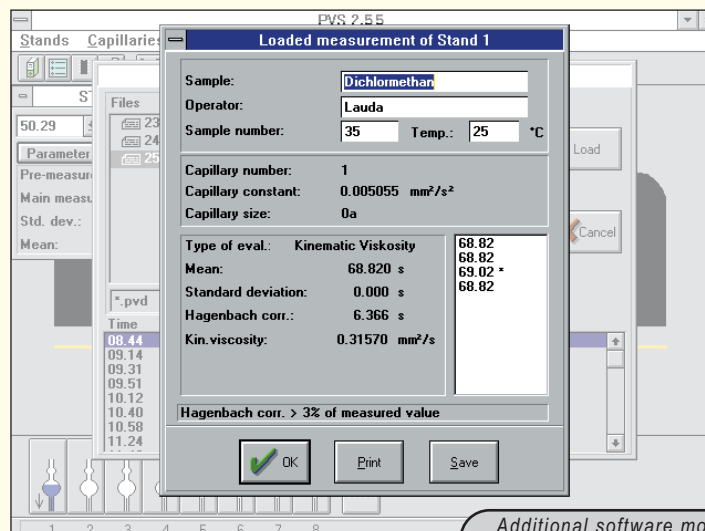 PVS 2.55
Stands Capillaries
Loaded measurement of Stand 1
Sample: Dichlormethan
Operator: Lauda
Sample number: 35 Temp.: 25 °C
Capillary number: 1
Capillary constant: 0.005055 mm²/s²
Capillary size: 0a
Type of eval.: Kinematic Viskosity
Mean: 68.820 s
Standard deviation: 0.000 s
Hagenbach corr.: 6.366 s
Kin.viscosity: 0.31570 mm²/s
68.82
68.82
69.02 *
68.82
Hagenbach corr. > 3% of measured value
OK Print Save
50.29
Parameter
Main
Std. dev.:
Mean:
Files
23
24
25
*.pvd
Time
08.44
09.14
09.31
09.51
10.12
10.40
10.58
11.24
Load
Cancel
1 2 3 4 5 6 7 8
Additional software